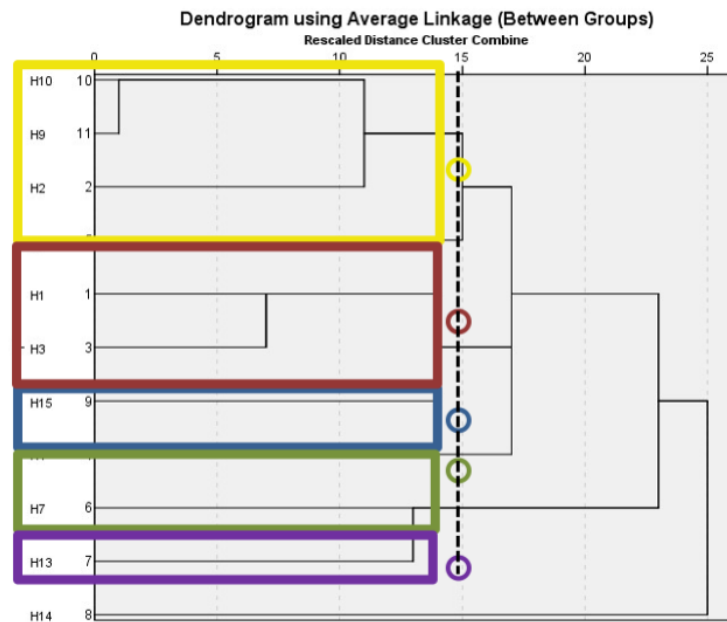 Dendrogram using Average Linkage (Between Groups)
Rescaled Distance Cluster Combine
0 5 10 15 20 25
H10 10
H9 11
H2 2
H1 1
H3 3
H15 9
H7 6
H13 7
H14 8